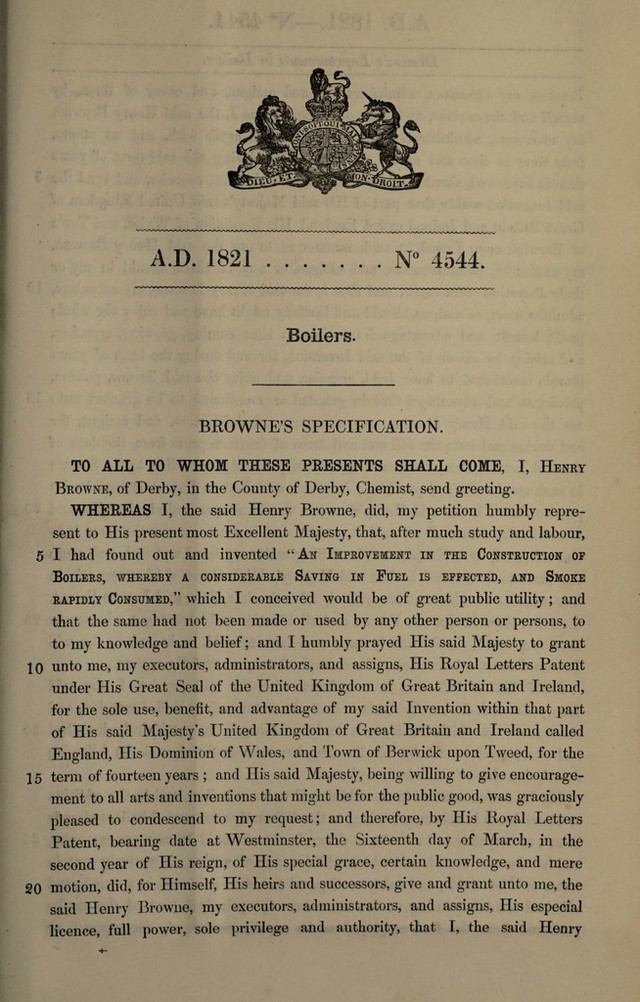 DIEU ET MON DROIT
A.D. 1821 . . . . . . . N° 4544.
Boilers.
BROWNE'S SPECIFICATION.
TO ALL TO WHOM THESE PRESENTS SHALL COME, I, HENRY
BROWNE, of Derby, in the County of Derby, Chemist, send greeting.
WHEREAS I, the said Henry Browne, did, my petition humbly repre-
sent to His present most Excellent Majesty, that, after much study and labour,
5 I had found out and invented "AN IMPROVEMENT IN THE CONSTRUCTION OF
BOILERS, WHEREBY A CONSIDERABLE SAVING IN FUEL IS EFFECTED, AND SMOKE
RAPIDLY CONSUMED," which I conceived would be of great public utility; and
that the same had not been made or used by any other person or persons, to
to my knowledge and belief; and I humbly prayed His said Majesty to grant
10 unto me, my executors, administrators, and assigns, His Royal Letters Patent
under His Great Seal of the United Kingdom of Great Britain and Ireland,
for the sole use, benefit, and advantage of my said Invention within that part
of His said Majesty's United Kingdom of Great Britain and Ireland called
England, His Dominion of Wales, and Town of Berwick upon Tweed, for the
15 term of fourteen years; and His said Majesty, being willing to give encourage-
ment to all arts and inventions that might be for the public good, was graciously
pleased to condescend to my request; and therefore, by His Royal Letters
Patent, bearing date at Westminster, the Sixteenth day of March, in the
second year of His reign, of His special grace, certain knowledge, and mere
20 motion, did, for Himself, His heirs and successors, give and grant unto me, the
said Henry Browne, my executors, administrators, and assigns, His especial
licence, full power, sole privilege and authority, that I, the said Henry